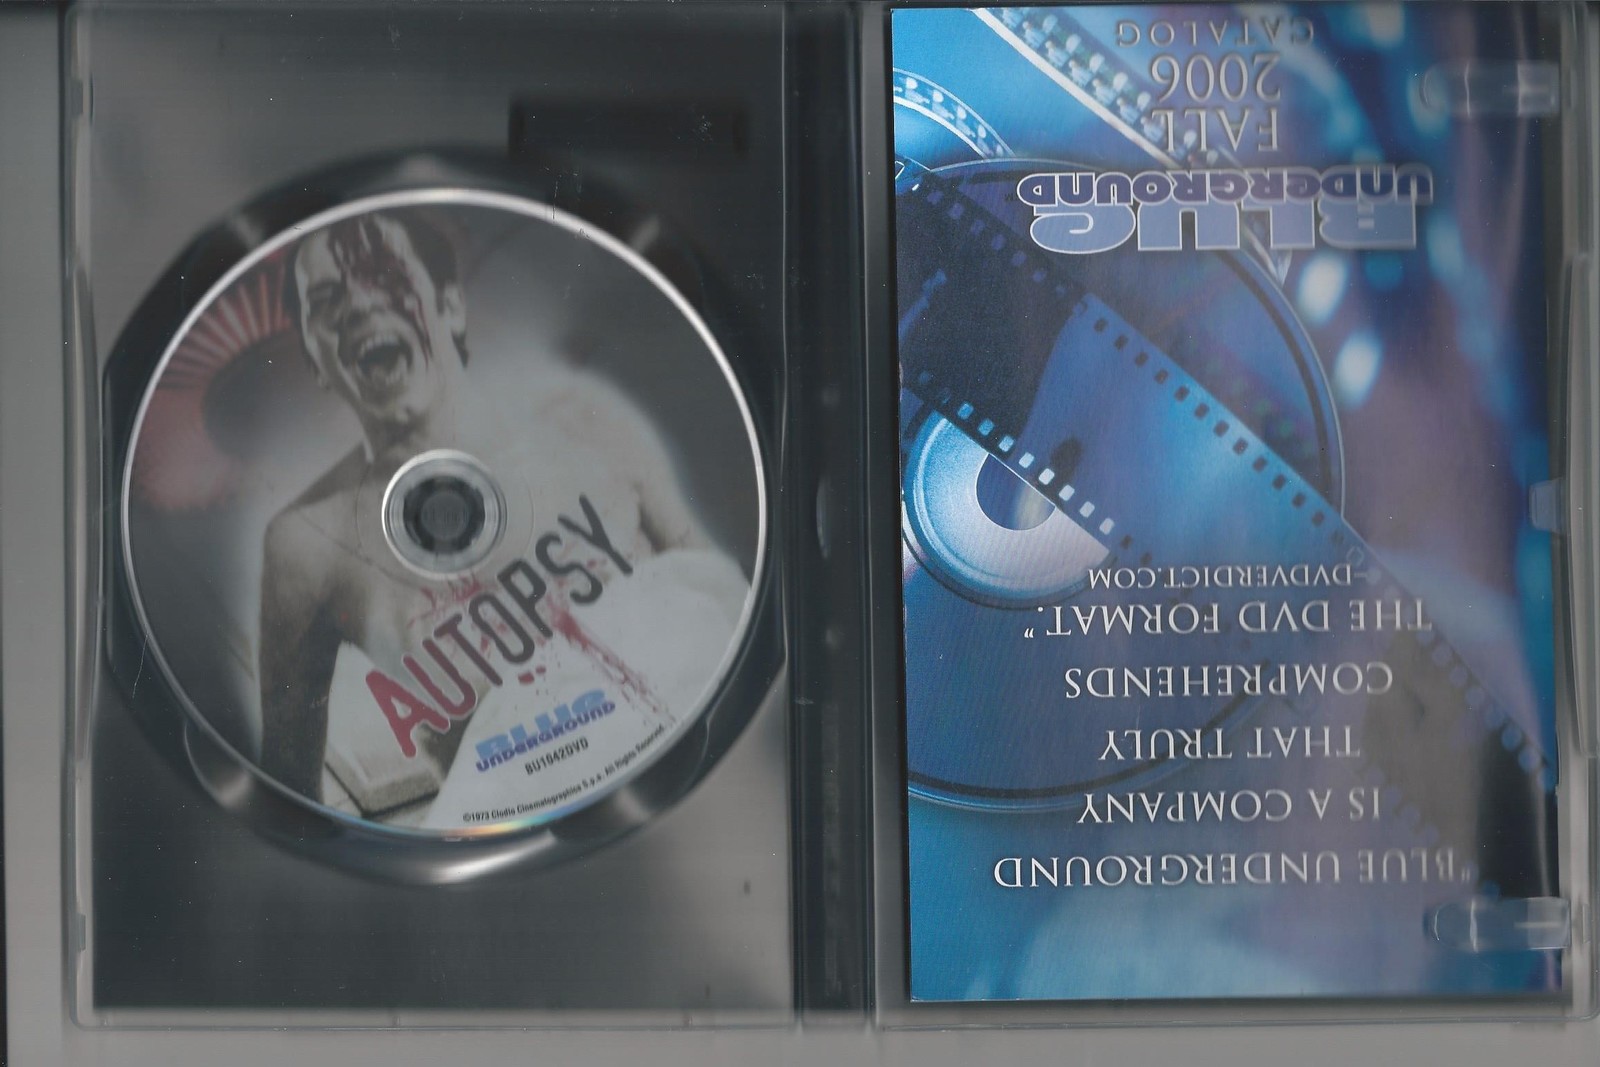 AUTOPSY
BLUE
UNDERGROUND
BU1042DVD
©1973 Clodio Cinematografica S.p.a. All Rights Reserved.
"BLUE UNDERGROUND
IS A COMPANY
THAT TRULY
COMPREHENDS
THE DVD FORMAT."
–DVDVERDICT.COM
BLUE
UNDERGROUND
FALL
2006
CATALOG